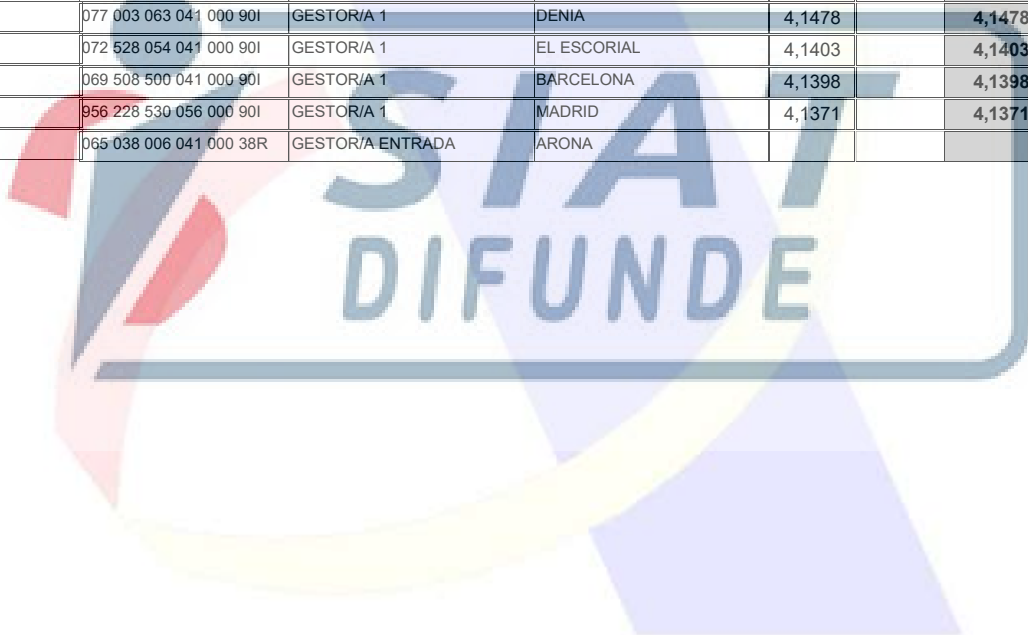 077 003 063 041 000 90I GESTOR/A 1 DENIA 4,1478 4,1478
072 528 054 041 000 90I GESTOR/A 1 EL ESCORIAL 4,1403 4,1403
069 508 500 041 000 90I GESTOR/A 1 BARCELONA 4,1398 4,1398
956 228 530 056 000 90I GESTOR/A 1 MADRID 4,1371 4,1371
065 038 006 041 000 38R GESTOR/A ENTRADA ARONA
SIAT
DIFUNDE